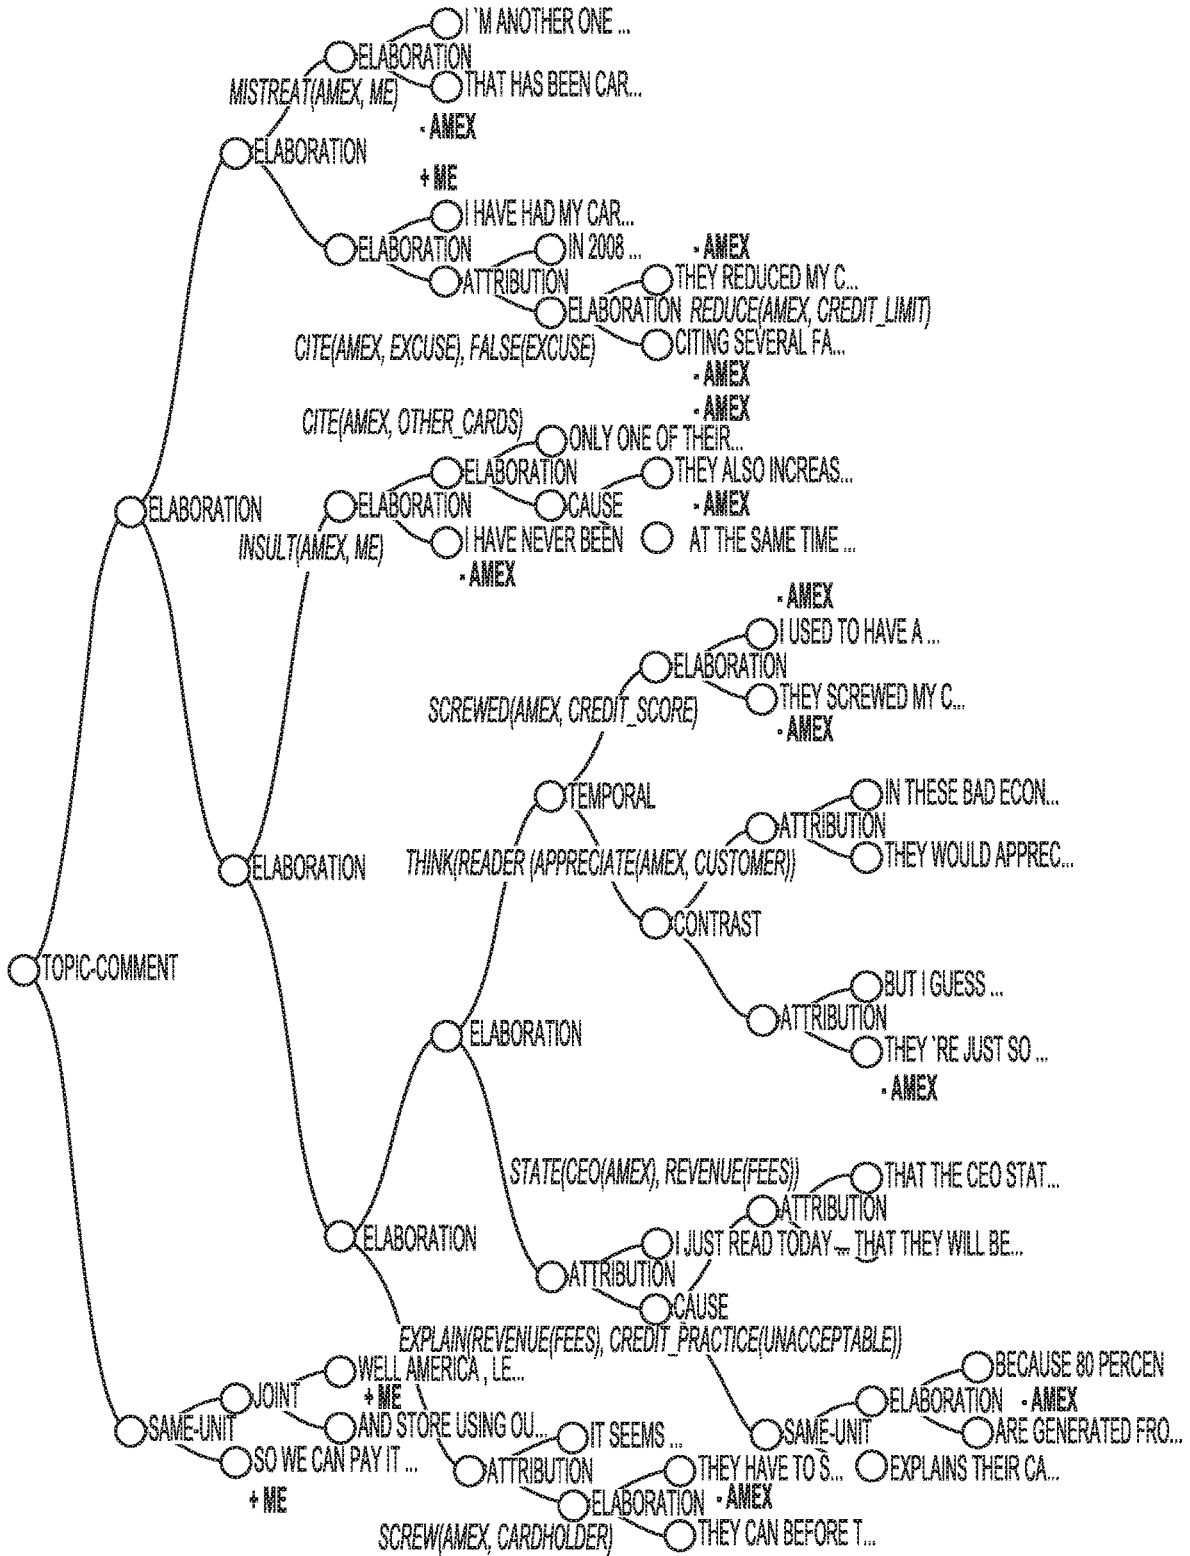 I `M ANOTHER ONE ...
ELABORATION
THAT HAS BEEN CAR...
MISTREAT(AMEX, ME)
- AMEX
ELABORATION
+ ME
I HAVE HAD MY CAR...
ELABORATION
IN 2008 ...
- AMEX
ATTRIBUTION
THEY REDUCED MY C...
ELABORATION
REDUCE(AMEX, CREDIT_LIMIT)
CITE(AMEX, EXCUSE), FALSE(EXCUSE)
CITING SEVERAL FA...
- AMEX
- AMEX
CITE(AMEX, OTHER_CARDS)
ONLY ONE OF THEIR...
ELABORATION
THEY ALSO INCREAS...
ELABORATION
CAUSE
- AMEX
ELABORATION
INSULT(AMEX, ME)
I HAVE NEVER BEEN
AT THE SAME TIME ...
- AMEX
- AMEX
I USED TO HAVE A ...
ELABORATION
THEY SCREWED MY C...
SCREWED(AMEX, CREDIT_SCORE)
- AMEX
TEMPORAL
IN THESE BAD ECON...
ATTRIBUTION
THEY WOULD APPREC...
THINK(READER (APPRECIATE(AMEX, CUSTOMER))
ELABORATION
CONTRAST
TOPIC-COMMENT
BUT I GUESS ...
ATTRIBUTION
ELABORATION
THEY `RE JUST SO ...
- AMEX
STATE(CEO(AMEX), REVENUE(FEES))
THAT THE CEO STAT...
ATTRIBUTION
ELABORATION
I JUST READ TODAY — THAT THEY WILL BE...
ATTRIBUTION
CAUSE
EXPLAIN(REVENUE(FEES), CREDIT_PRACTICE(UNACCEPTABLE))
WELL AMERICA , LE...
BECAUSE 80 PERCEN
JOINT
+ ME
ELABORATION
- AMEX
SAME-UNIT
AND STORE USING OU...
IT SEEMS ...
SAME-UNIT
ARE GENERATED FRO...
SO WE CAN PAY IT ...
ATTRIBUTION
THEY HAVE TO S...
EXPLAINS THEIR CA...
+ ME
ELABORATION
- AMEX
SCREW(AMEX, CARDHOLDER)
THEY CAN BEFORE T...